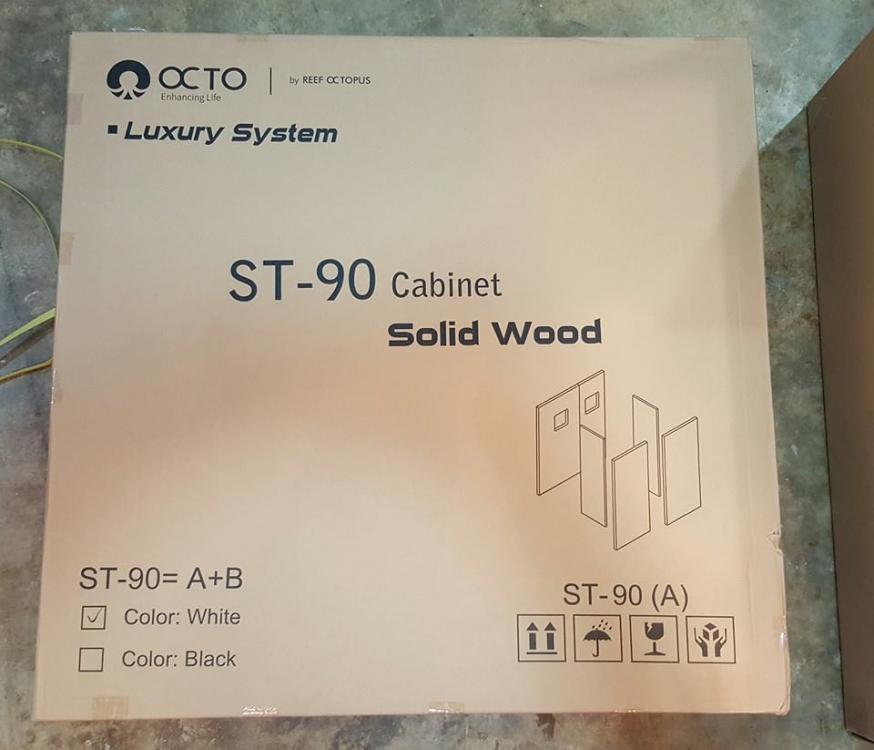 OCTO
Enhancing Life
by REEF OCTOPUS
Luxury System
ST-90 Cabinet
Solid Wood
ST-90= A+B
Color: White
Color: Black
ST-90 (A)